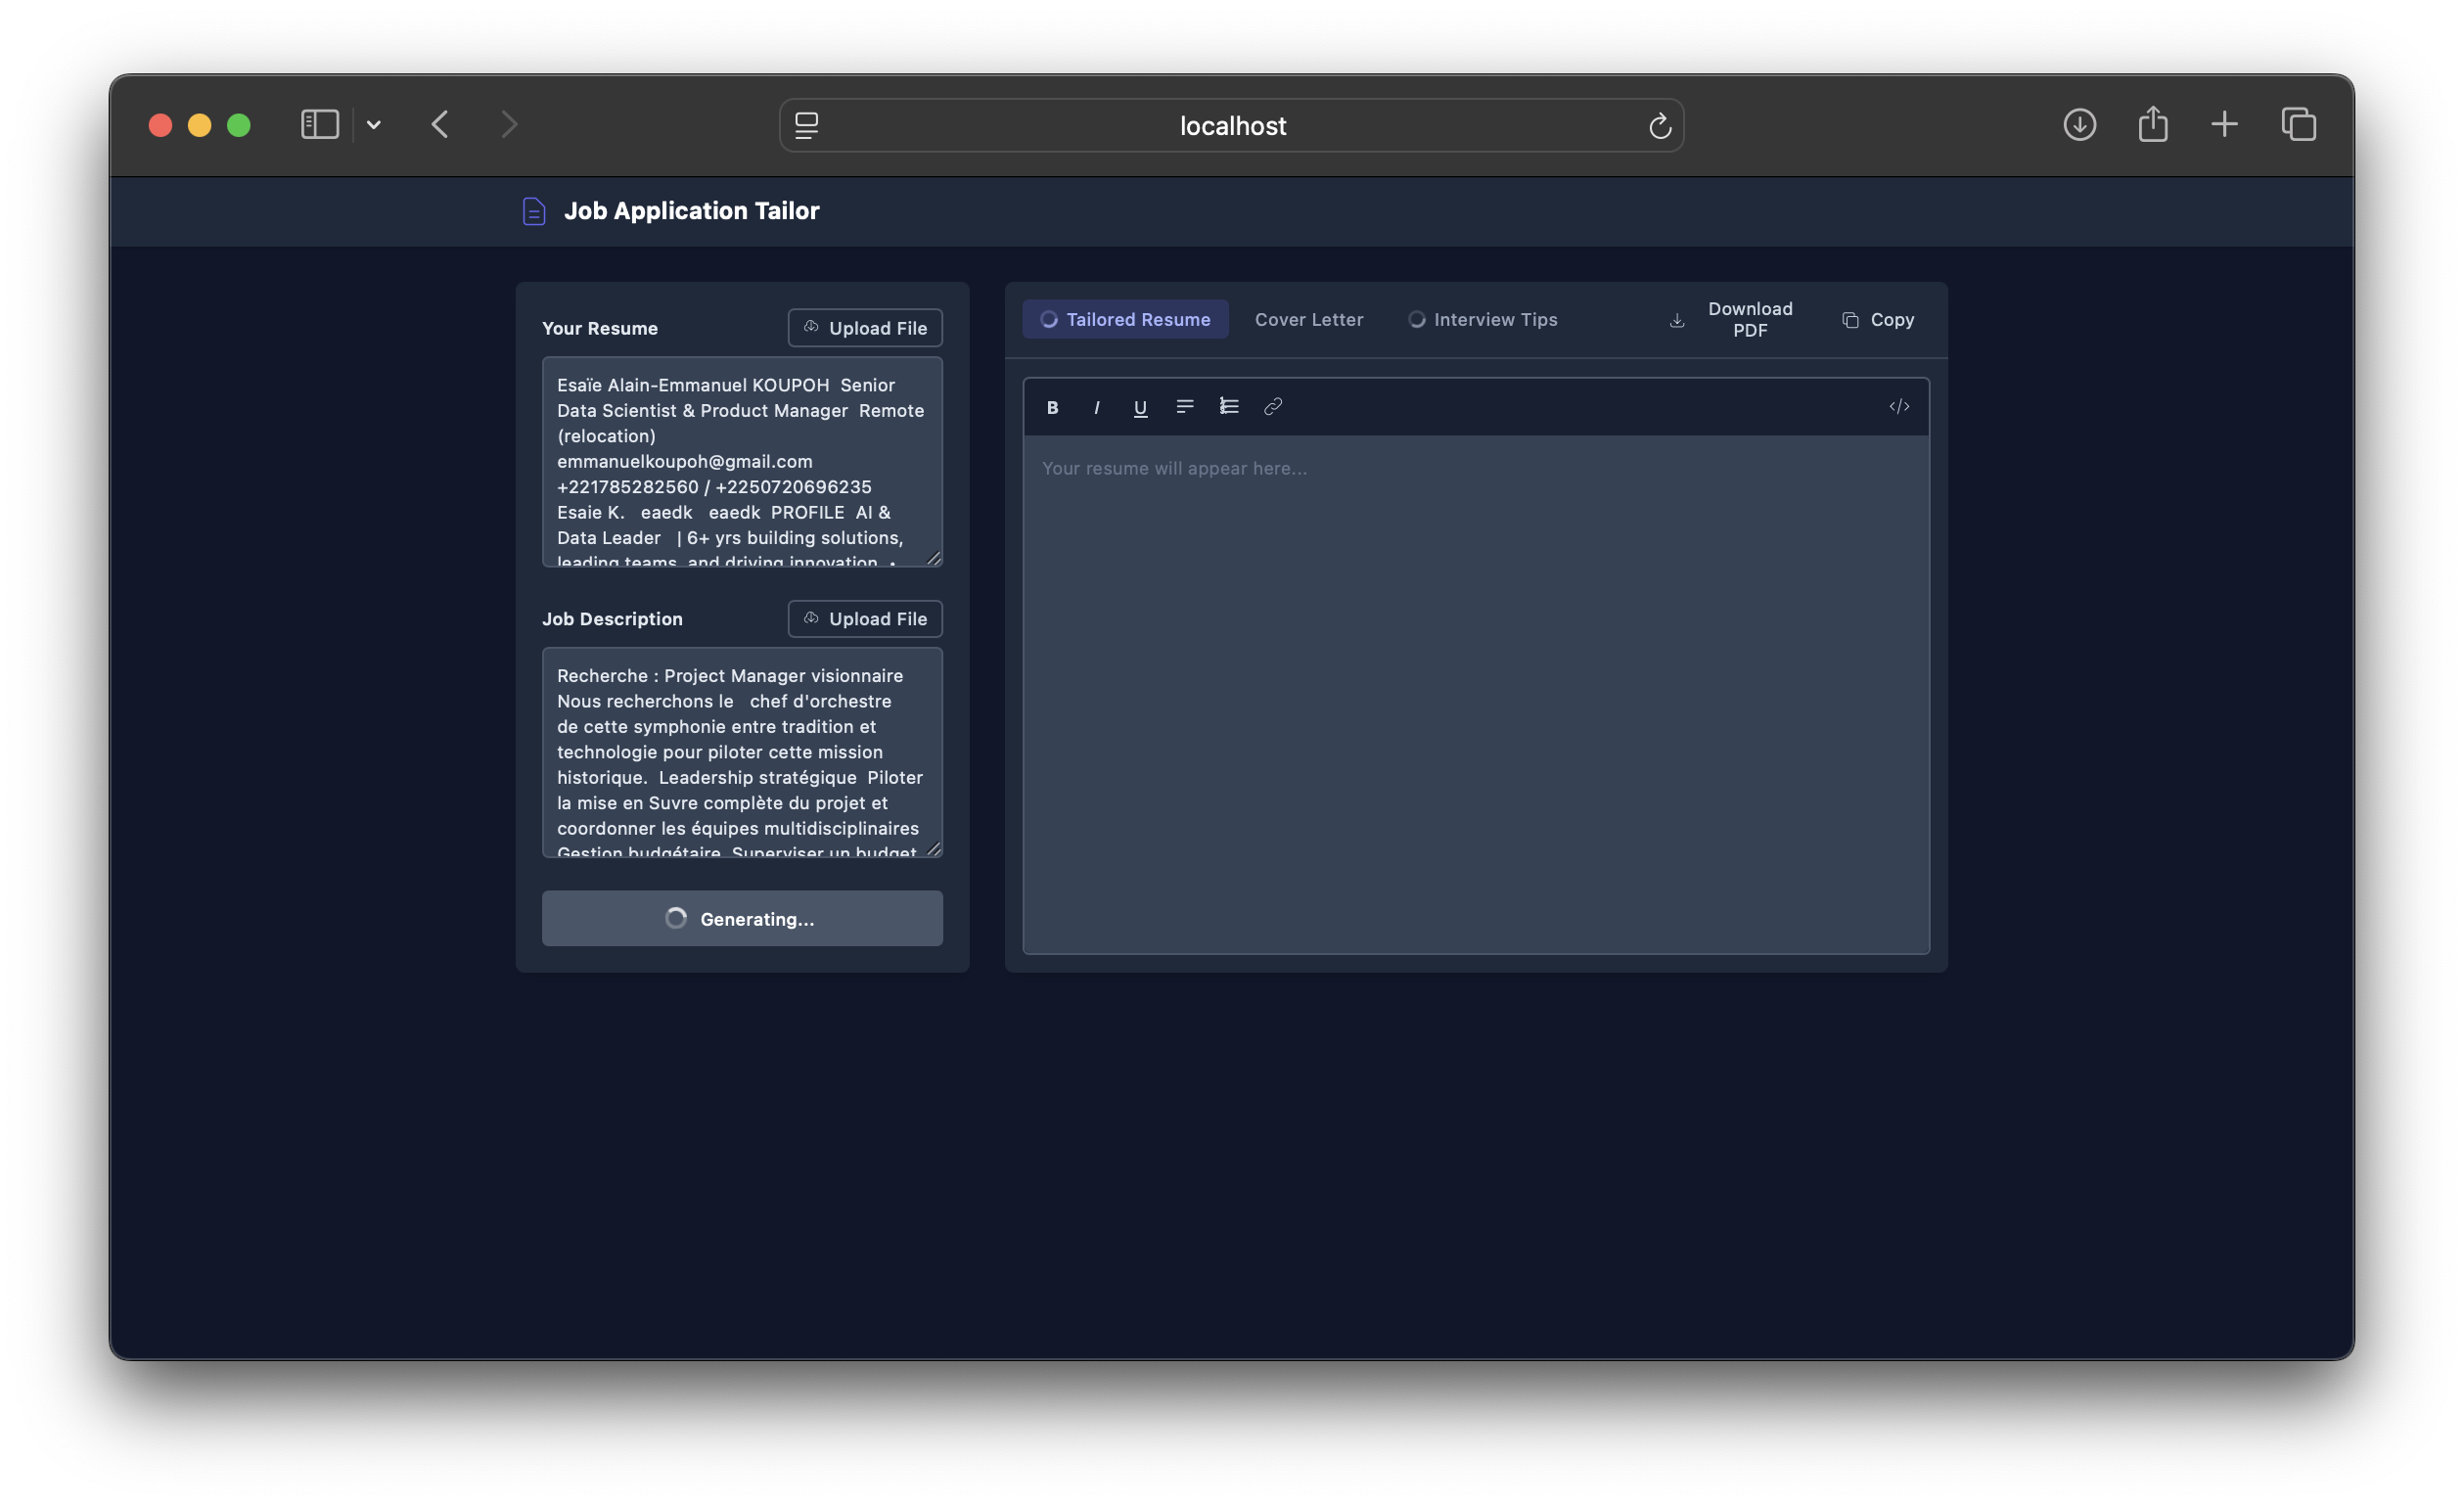 localhost
Job Application Tailor
Your Resume
Upload File
Esaïe Alain-Emmanuel KOUPOH  Senior
Data Scientist & Product Manager  Remote
(relocation)
emmanuelkoupoh@gmail.com
+221785282560 / +2250720696235
Esaie K.   eaedk   eaedk  PROFILE  AI &
Data Leader   | 6+ yrs building solutions,
leading teams, and driving innovation  •
Job Description
Upload File
Recherche : Project Manager visionnaire
Nous recherchons le   chef d'orchestre
de cette symphonie entre tradition et
technologie pour piloter cette mission
historique.  Leadership stratégique  Piloter
la mise en Suvre complète du projet et
coordonner les équipes multidisciplinaires
Gestion budgétaire  Superviser un budget
Generating...
Tailored Resume
Cover Letter
Interview Tips
Download
PDF
Copy
B I U
</>
Your resume will appear here...